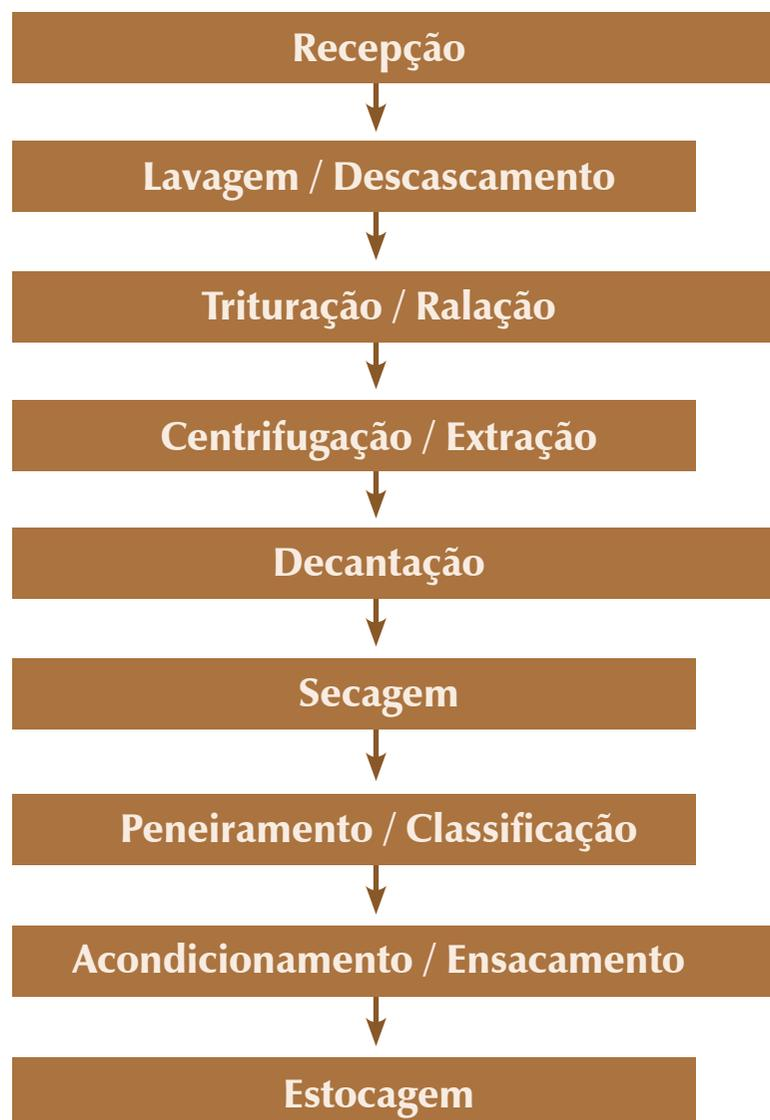 Recepção
Lavagem / Descascamento
Trituração / Ralação
Centrifugação / Extração
Decantação
Secagem
Peneiramento / Classificação
Acondicionamento / Ensacamento
Estocagem